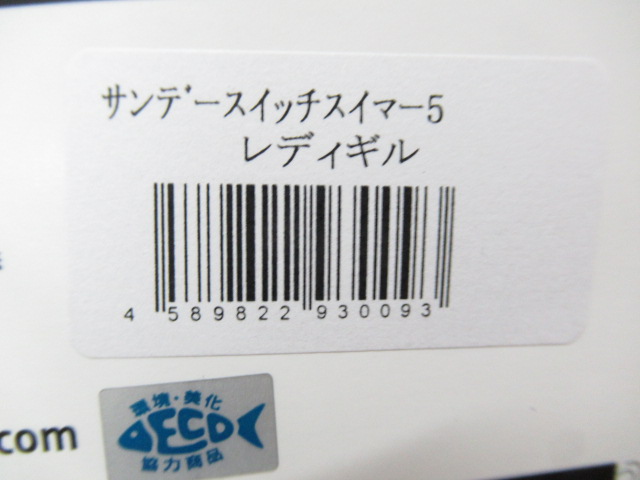 サンデースイッチスイマー5
レディギル
4 589822 930093
.com
環境・美化
ECO
協力商品